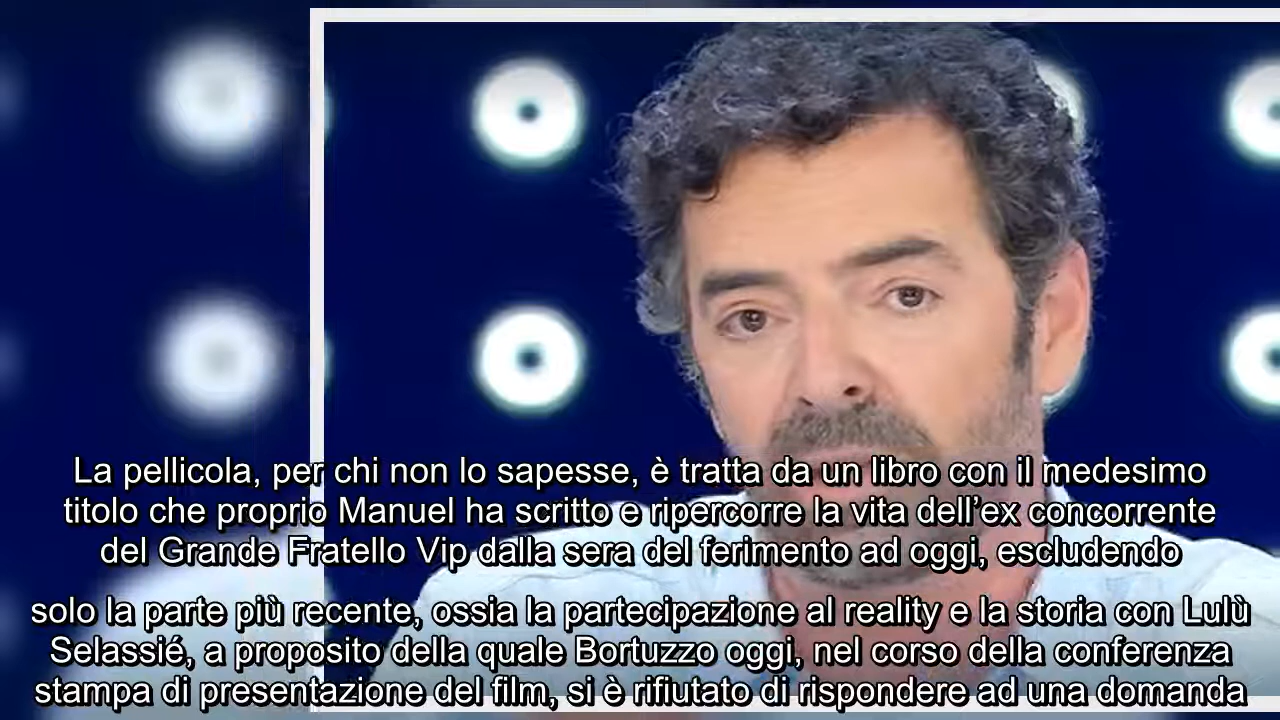 La pellicola, per chi non lo sapesse, è tratta da un libro con il medesimo
titolo che proprio Manuel ha scritto e ripercorre la vita dell’ex concorrente
del Grande Fratello Vip dalla sera del ferimento ad oggi, escludendo
solo la parte più recente, ossia la partecipazione al reality e la storia con Lulù
Selassié, a proposito della quale Bortuzzo oggi, nel corso della conferenza
stampa di presentazione del film, si è rifiutato di rispondere ad una domanda